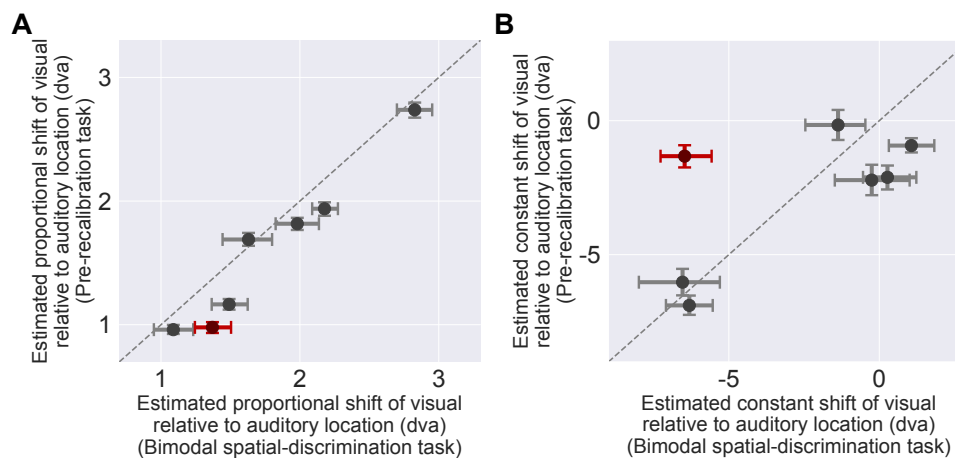 A
Estimated proportional shift of visual
relative to auditory location (dva)
(Pre-recalibration task)
3
2
1
1 2 3
Estimated proportional shift of visual
relative to auditory location (dva)
(Bimodal spatial-discrimination task)
B
Estimated constant shift of visual
relative to auditory location (dva)
(Pre-recalibration task)
0
-5
-5 0
Estimated constant shift of visual
relative to auditory location (dva)
(Bimodal spatial-discrimination task)